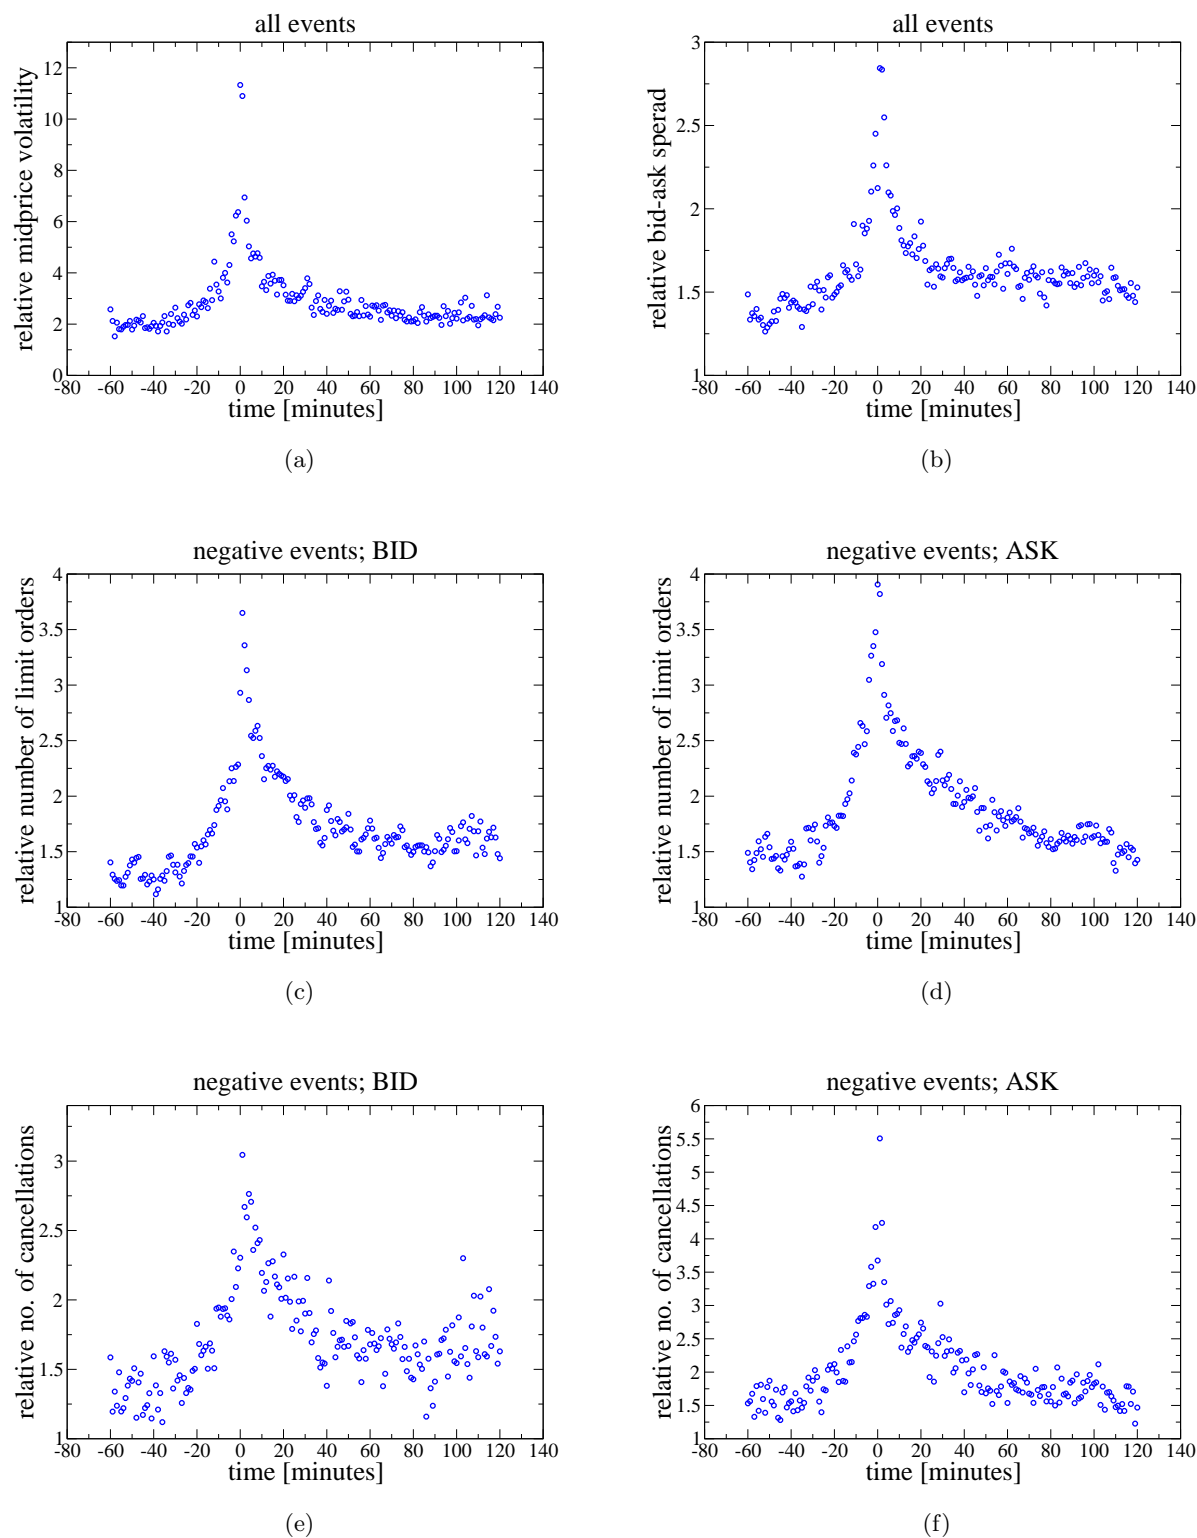 all events
relative midprice volatility
12
10
8
6
4
2
0
-80 -60 -40 -20 0 20 40 60 80 100 120 140
time [minutes]
(a)
all events
relative bid-ask sperad
3
2.5
2
1.5
1
-80 -60 -40 -20 0 20 40 60 80 100 120 140
time [minutes]
(b)
negative events; BID
relative number of limit orders
4
3.5
3
2.5
2
1.5
1
-80 -60 -40 -20 0 20 40 60 80 100 120 140
time [minutes]
(c)
negative events; ASK
relative number of limit orders
4
3.5
3
2.5
2
1.5
1
-80 -60 -40 -20 0 20 40 60 80 100 120 140
time [minutes]
(d)
negative events; BID
relative no. of cancellations
3
2.5
2
1.5
1
-80 -60 -40 -20 0 20 40 60 80 100 120 140
time [minutes]
(e)
negative events; ASK
relative no. of cancellations
6
5.5
5
4.5
4
3.5
3
2.5
2
1.5
1
-80 -60 -40 -20 0 20 40 60 80 100 120 140
time [minutes]
(f)